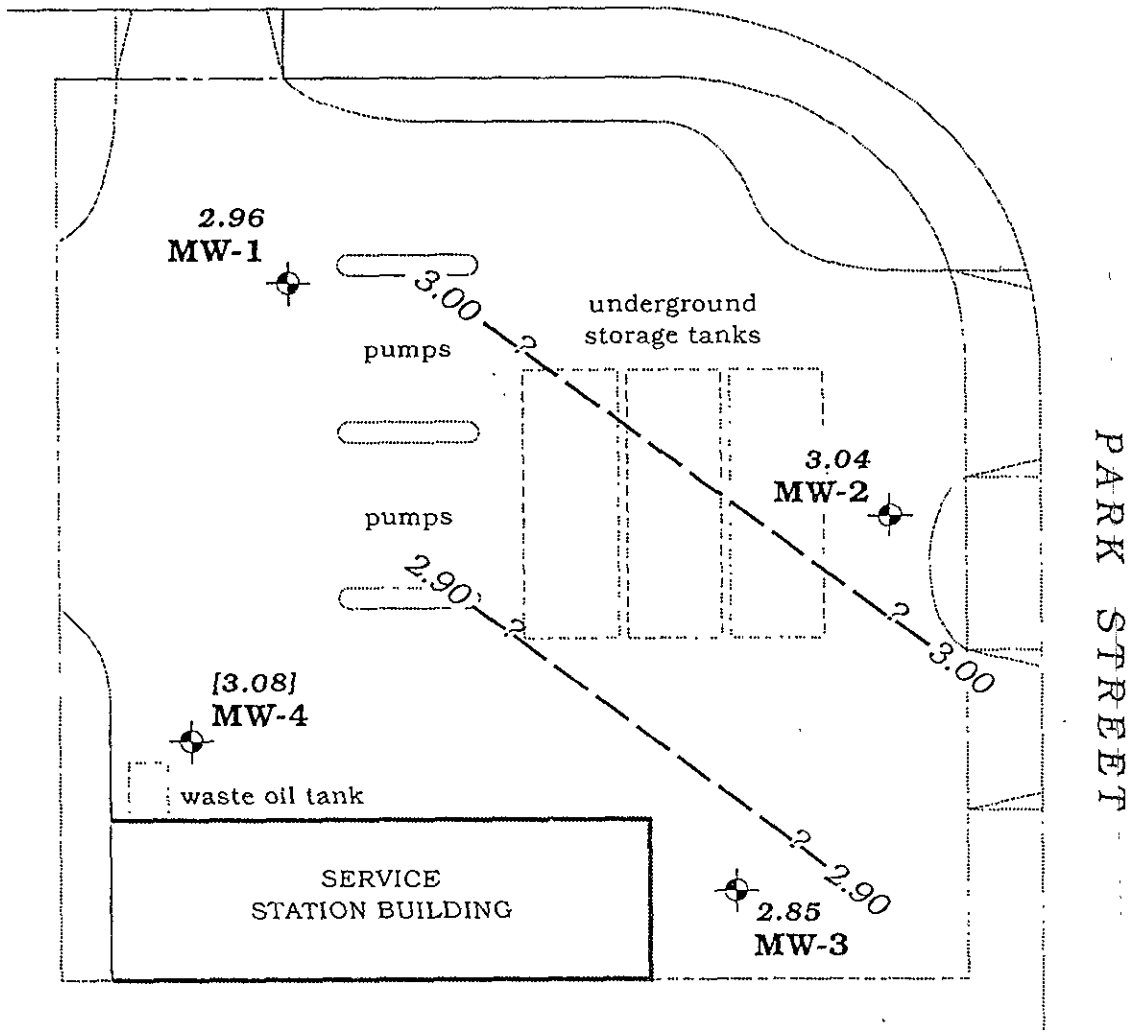 2.96
MW-1
3.00
underground
storage tanks
pumps
?
3.04
MW-2
pumps
2.90
?
?
3.00
[3.08]
MW-4
waste oil tank
SERVICE
STATION BUILDING
?
2.90
2.85
MW-3
PARK STREET